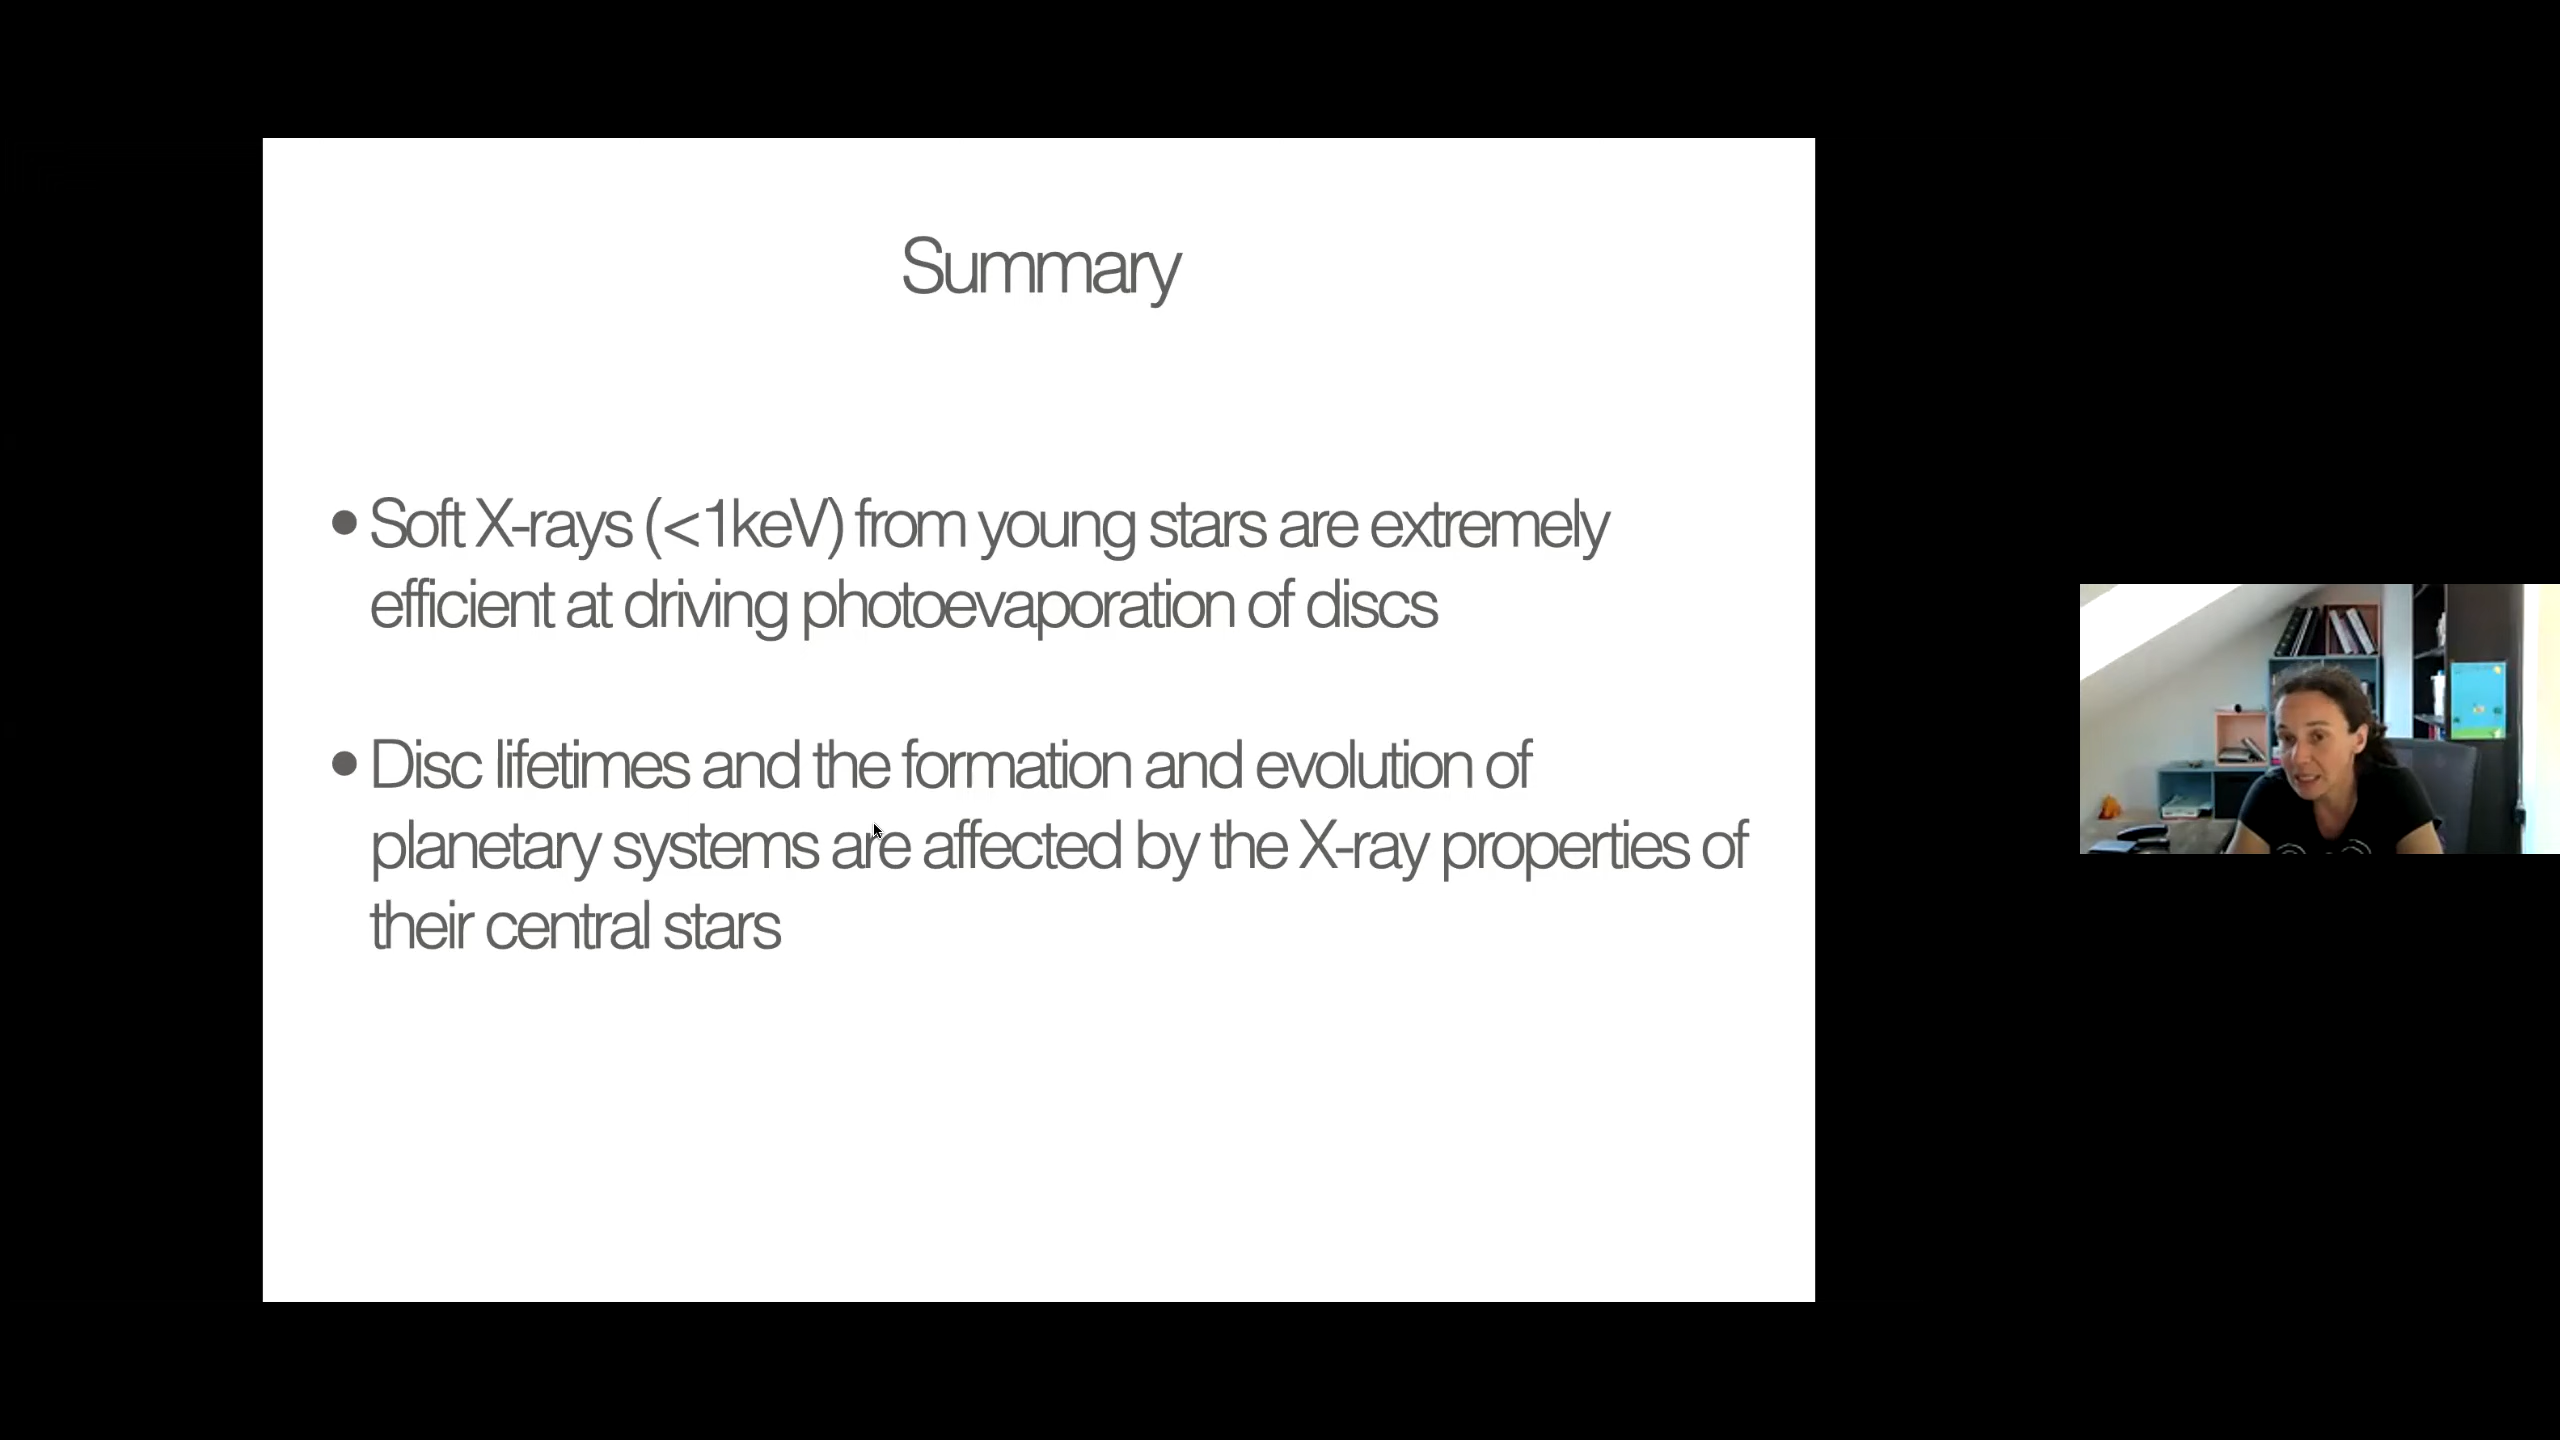 Summary
• Soft X-rays (<1keV) from young stars are extremely
efficient at driving photoevaporation of discs
• Disc lifetimes and the formation and evolution of
planetary systems are affected by the X-ray properties of
their central stars